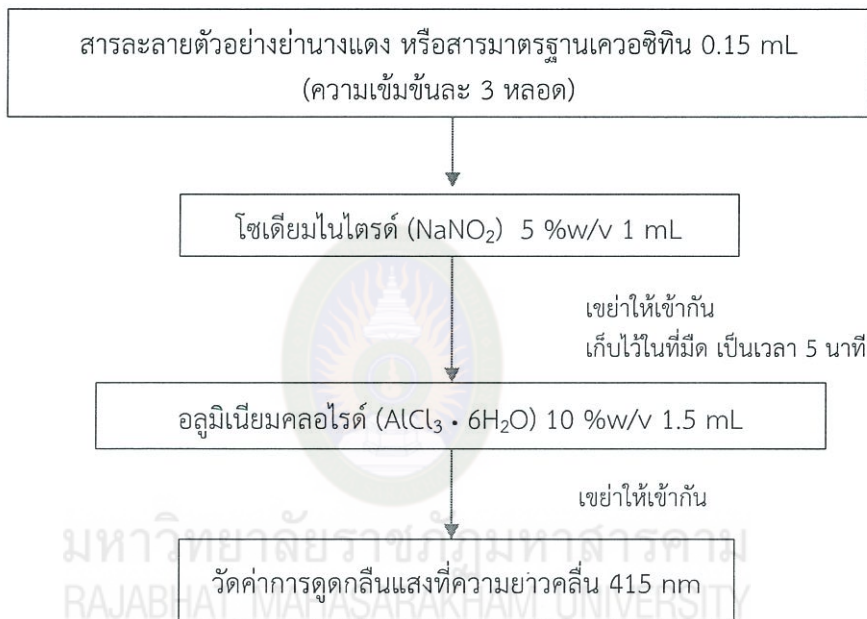 สารละลายตัวอย่างย่านางแดง หรือสารมาตรฐานเควอซิทิน 0.15 mL
(ความเข้มข้นละ 3 หลอด)
โซเดียมไนไตรด์ (NaNO₂) 5 %w/v 1 mL
เขย่าให้เข้ากัน
เก็บไว้ในที่มืด เป็นเวลา 5 นาที
อลูมิเนียมคลอไรด์ (AlCl₃ • 6H₂O) 10 %w/v 1.5 mL
เขย่าให้เข้ากัน
มหาวิทยาลัยราชภัฏมหาสารคาม
วัดค่าการดูดกลืนแสงที่ความยาวคลื่น 415 nm
RAJABHAT MAHASARAKHAM UNIVERSITY